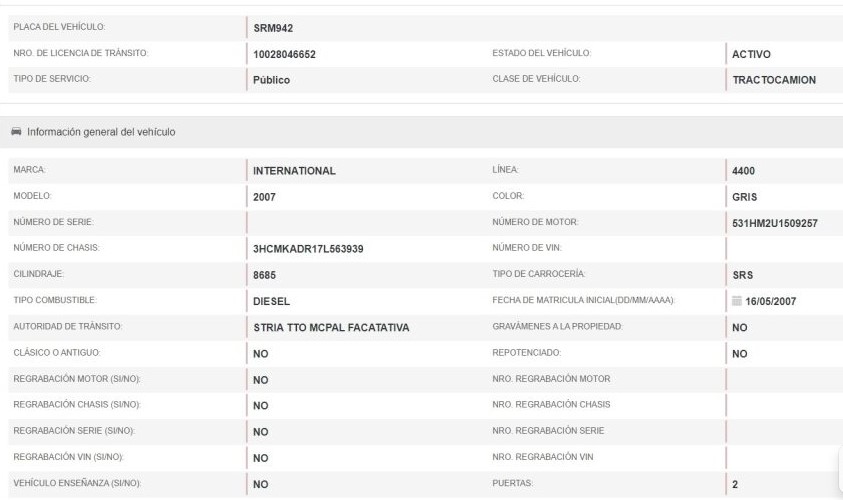 PLACA DEL VEHÍCULO: SRM942
NRO. DE LICENCIA DE TRÁNSITO: 10028046652 ESTADO DEL VEHÍCULO: ACTIVO
TIPO DE SERVICIO: Público CLASE DE VEHÍCULO: TRACTOCAMION
Información general del vehículo
MARCA: INTERNATIONAL LÍNEA: 4400
MODELO: 2007 COLOR: GRIS
NÚMERO DE SERIE: NÚMERO DE MOTOR: 531HM2U1509257
NÚMERO DE CHASIS: 3HCMKADR17L563939 NÚMERO DE VIN:
CILINDRAJE: 8685 TIPO DE CARROCERÍA: SRS
TIPO COMBUSTIBLE: DIESEL FECHA DE MATRICULA INICIAL(DD/MM/AAAA): 16/05/2007
AUTORIDAD DE TRÁNSITO: STRIA TTO MCPAL FACATATIVA GRAVÁMENES A LA PROPIEDAD: NO
CLÁSICO O ANTIGUO: NO REPOTENCIADO: NO
REGRABACIÓN MOTOR (SI/NO): NO NRO. REGRABACIÓN MOTOR
REGRABACIÓN CHASIS (SI/NO): NO NRO. REGRABACIÓN CHASIS
REGRABACIÓN SERIE (SI/NO): NO NRO. REGRABACIÓN SERIE
REGRABACIÓN VIN (SI/NO): NO NRO. REGRABACIÓN VIN
VEHÍCULO ENSEÑANZA (SI/NO): NO PUERTAS: 2